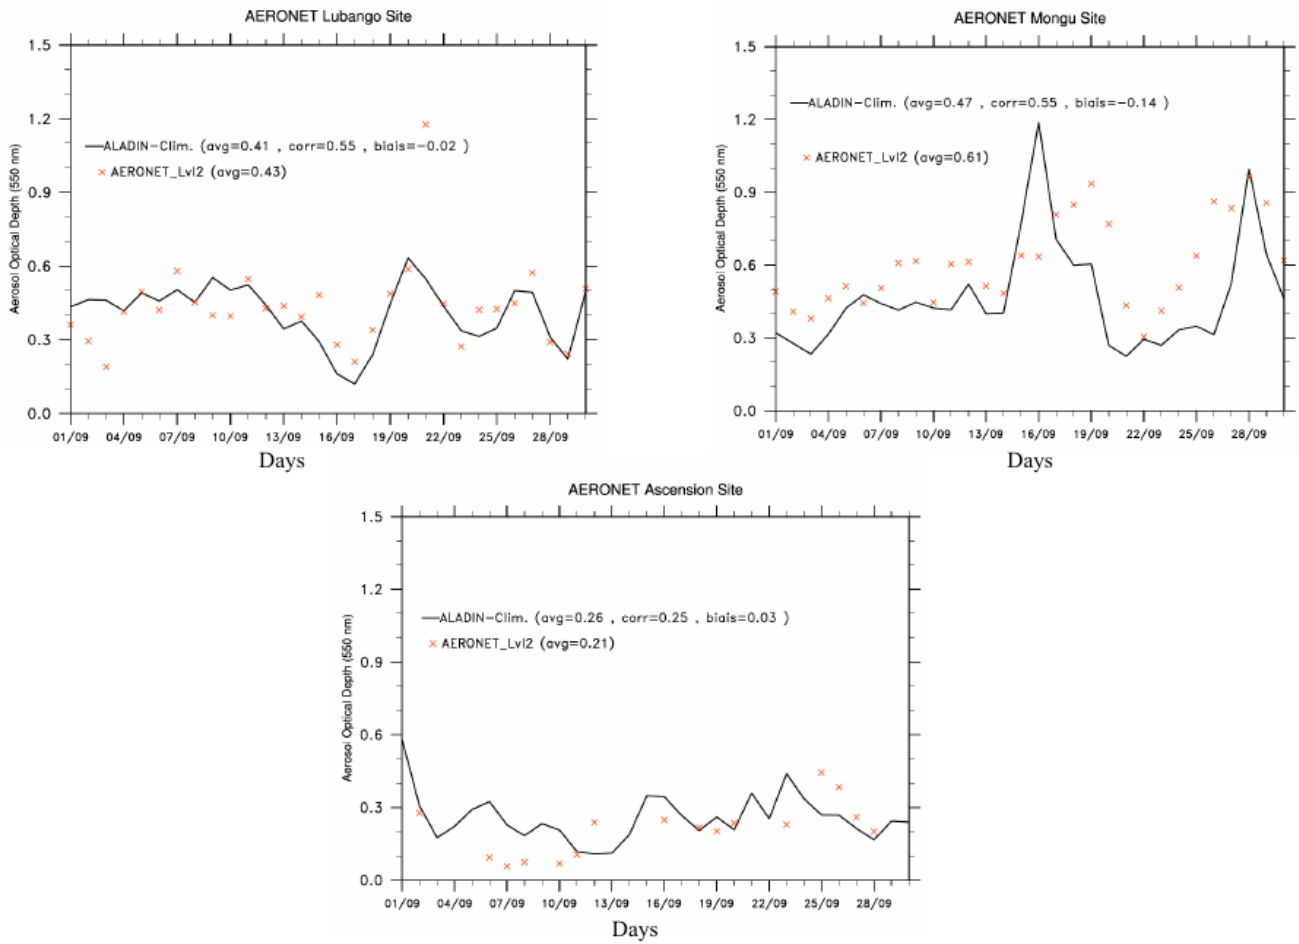 AERONET Lubango Site
1.5
1.2
0.9
0.6
0.3
0.0
Aerosol Optical Depth (550 nm)
ALADIN-Clim. (avg=0.41 , corr=0.55 , biais=-0.02 )
× AERONET_Lvl2 (avg=0.43)
01/09 04/09 07/09 10/09 13/09 16/09 19/09 22/09 25/09 28/09
Days
AERONET Mongu Site
1.5
1.2
0.9
0.6
0.3
0.0
Aerosol Optical Depth (550 nm)
ALADIN-Clim. (avg=0.47 , corr=0.55 , biais=-0.14 )
× AERONET_Lvl2 (avg=0.61)
01/09 04/09 07/09 10/09 13/09 16/09 19/09 22/09 25/09 28/09
Days
AERONET Ascension Site
1.5
1.2
0.9
0.6
0.3
0.0
Aerosol Optical Depth (550 nm)
ALADIN-Clim. (avg=0.26 , corr=0.25 , biais=0.03 )
× AERONET_Lvl2 (avg=0.21)
01/09 04/09 07/09 10/09 13/09 16/09 19/09 22/09 25/09 28/09
Days